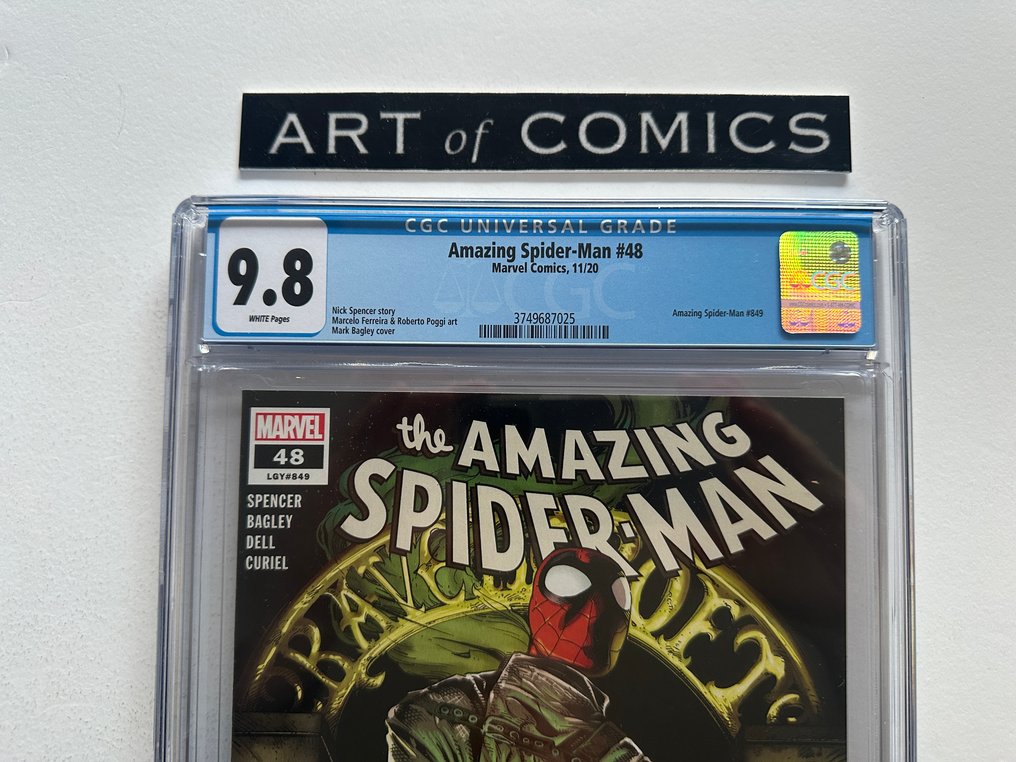 ART of COMICS
CGC UNIVERSAL GRADE
9.8
WHITE Pages
Amazing Spider-Man #48
Marvel Comics, 11/20
Nick Spencer story
Marcelo Ferreira & Roberto Poggi art
Mark Bagley cover
3749687025
Amazing Spider-Man #849
CGC
CGC
MARVEL
48
LGY#849
SPENCER
BAGLEY
DELL
CURIEL
the AMAZING
SPIDER-MAN